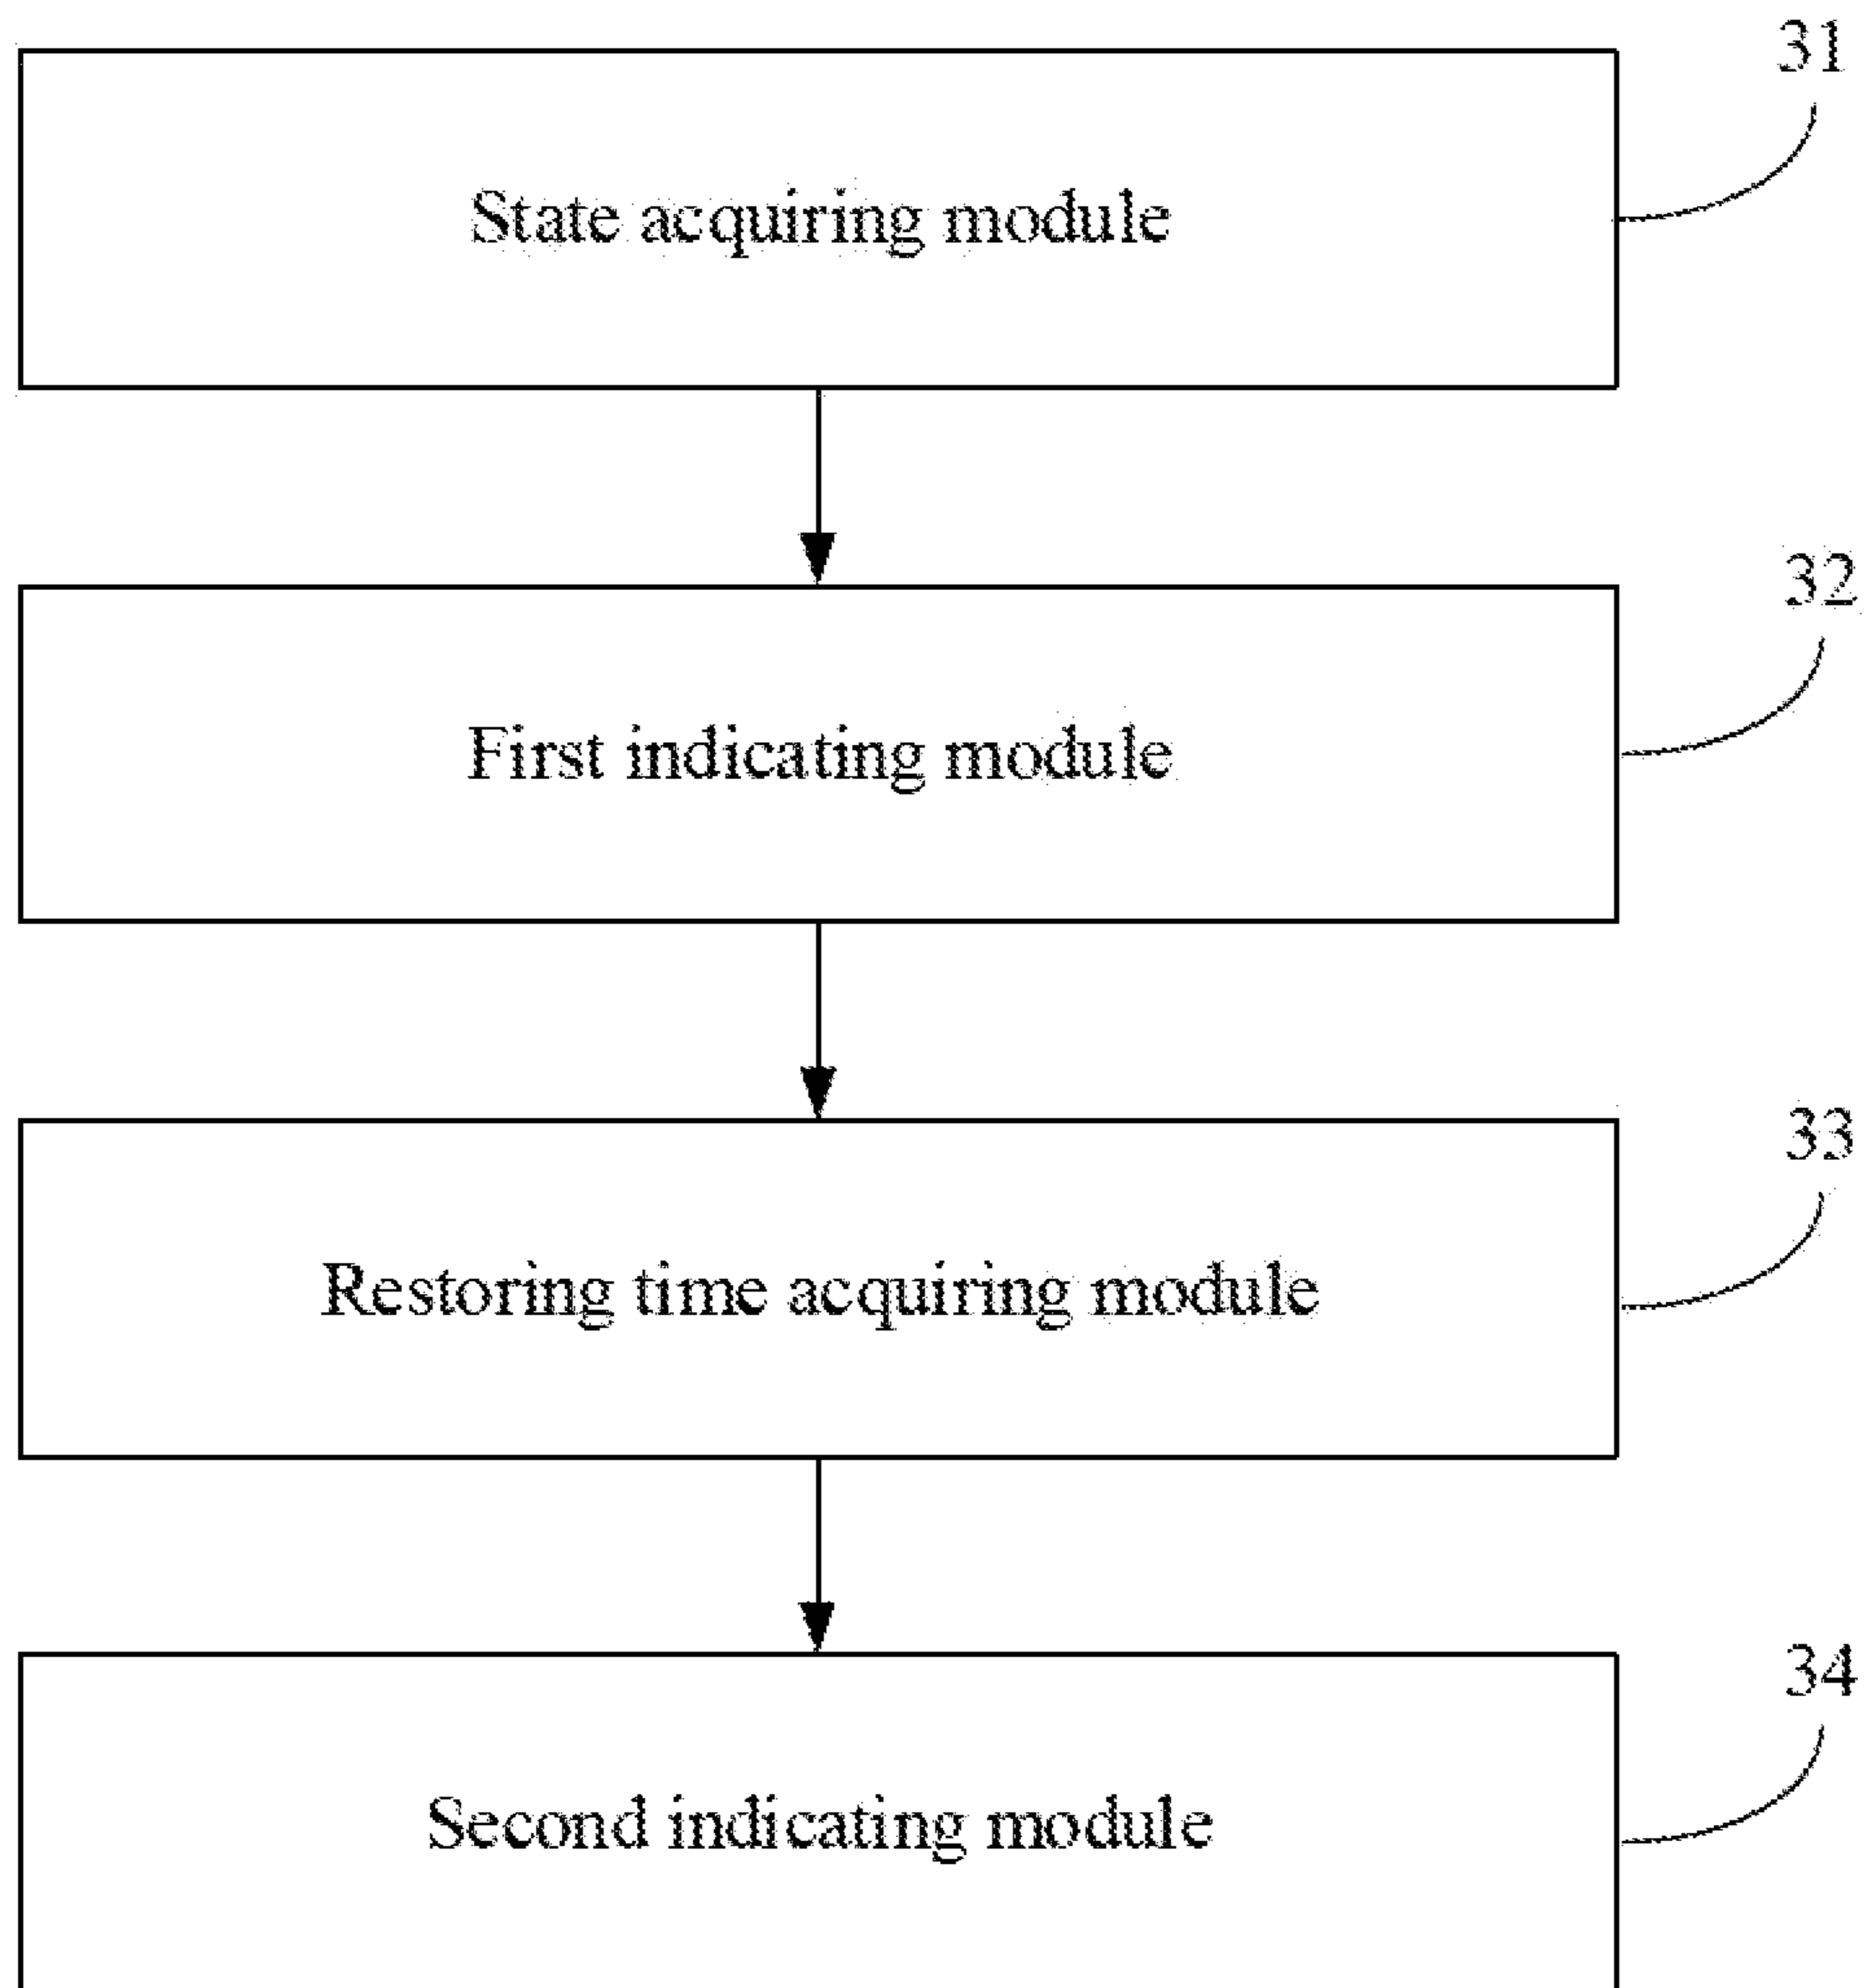 31
State acquiring module
32
First indicating module
33
Restoring time acquiring module
34
Second indicating module